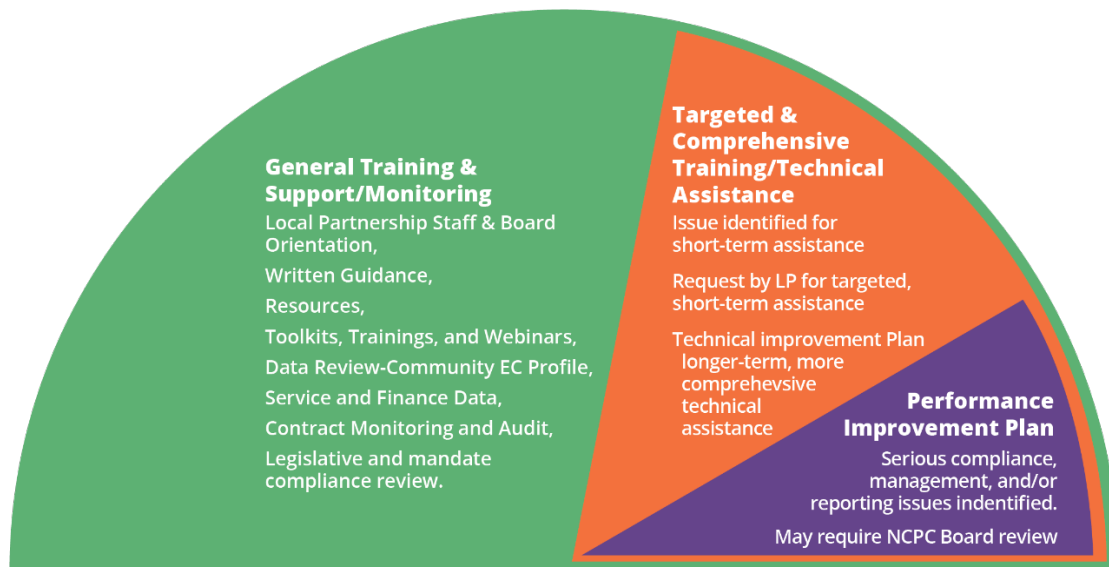 General Training &
Support/Monitoring
Local Partnership Staff & Board
Orientation,
Written Guidance,
Resources,
Toolkits, Trainings, and Webinars,
Data Review-Community EC Profile,
Service and Finance Data,
Contract Monitoring and Audit,
Legislative and mandate
compliance review.
Targeted &
Comprehensive
Training/Technical
Assistance
Issue identified for
short-term assistance
Request by LP for targeted,
short-term assistance
Technical improvement Plan
longer-term, more
comprehevsive
technical
assistance
Performance
Improvement Plan
Serious compliance,
management, and/or
reporting issues indentified.
May require NCPC Board review